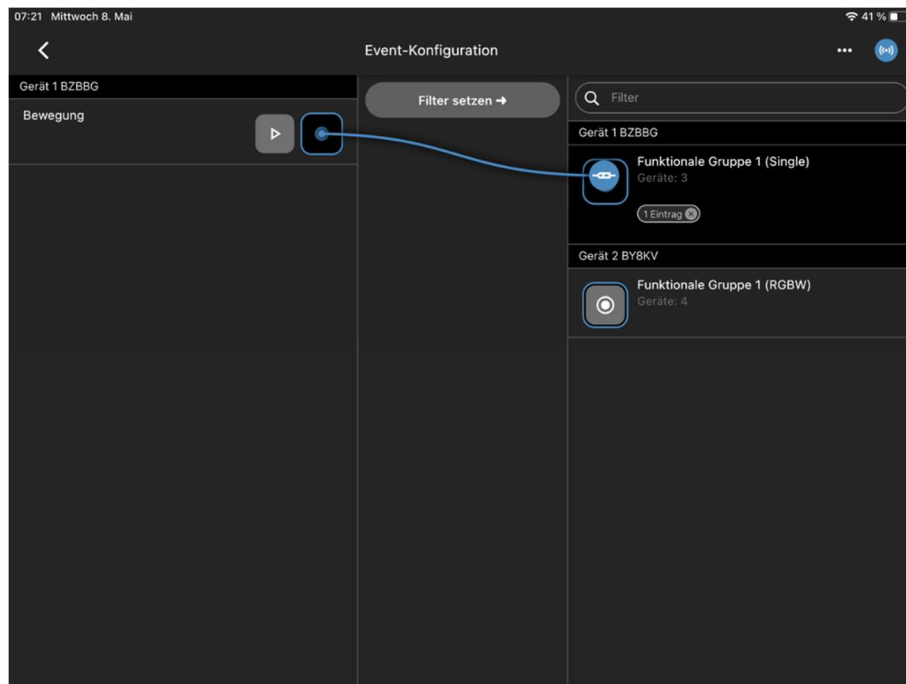 07:21 Mittwoch 8. Mai
41 %
Event-Konfiguration
Gerät 1 BZBBG
Bewegung
Filter setzen →
Filter
Gerät 1 BZBBG
Funktionale Gruppe 1 (Single)
Geräte: 3
1 Eintrag
Gerät 2 BY8KV
Funktionale Gruppe 1 (RGBW)
Geräte: 4